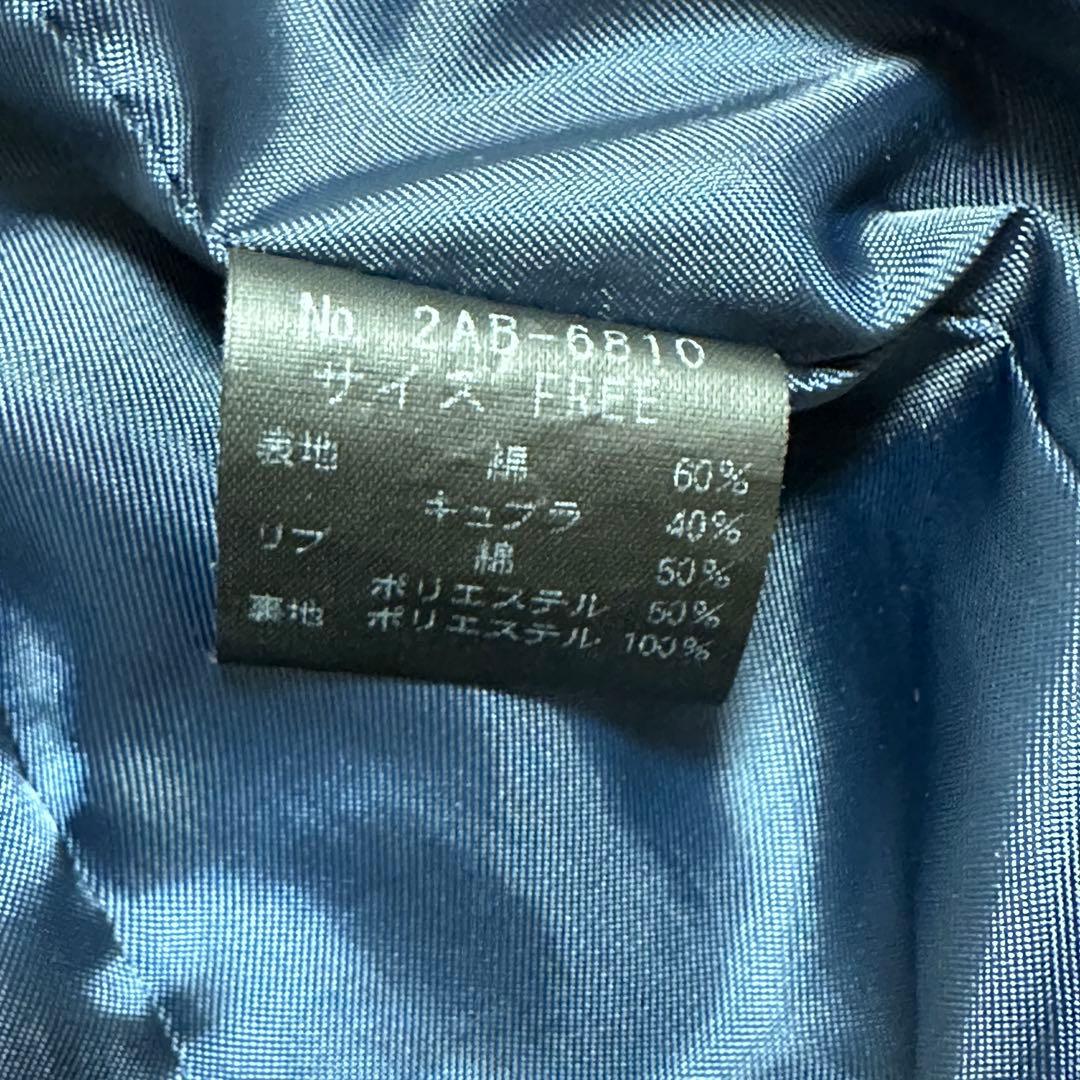 No. 2AB-6810
サイズ FREE
表地 綿 60%
キュプラ 40%
リブ 綿 50%
ポリエステル 50%
裏地 ポリエステル 100%